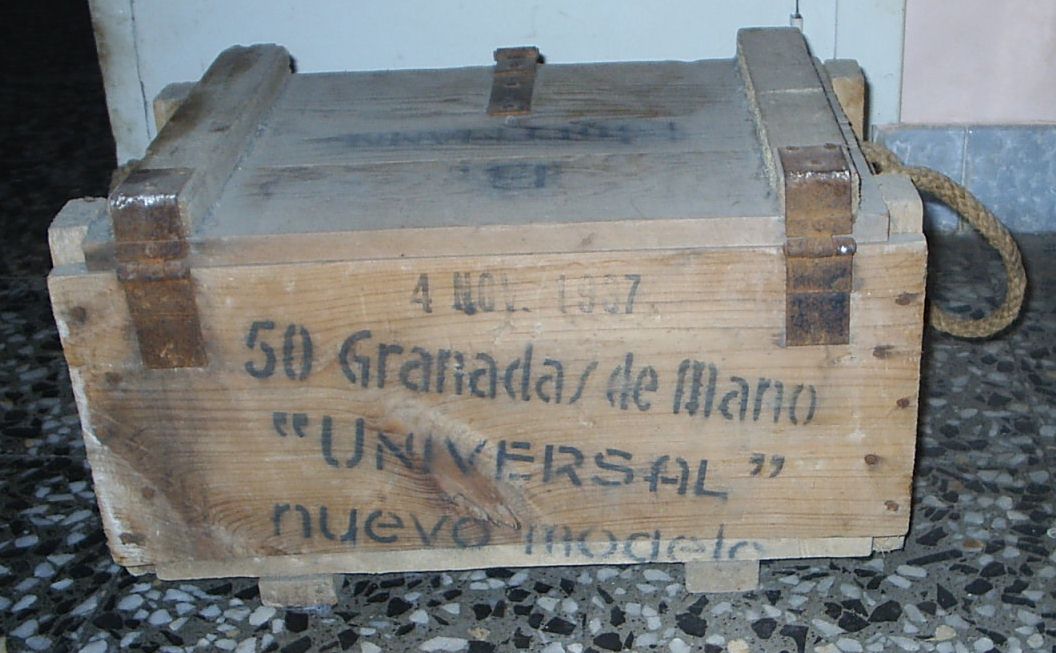 4 NOV. 1937.
50 Granadas de Mano
"UNIVERSAL"
nuevo modelo